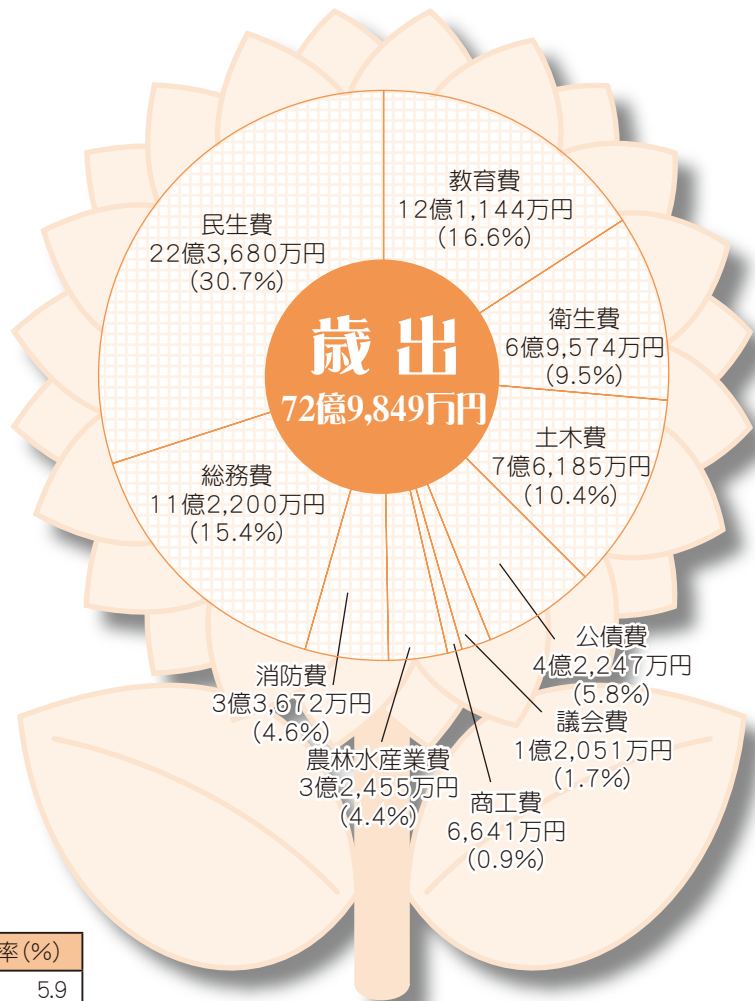 教育費
12億1,144万円
(16.6%)
民生費
22億3,680万円
(30.7%)
衛生費
6億9,574万円
(9.5%)
歳出
72億9,849万円
土木費
7億6,185万円
(10.4%)
総務費
11億2,200万円
(15.4%)
公債費
4億2,247万円
(5.8%)
消防費
3億3,672万円
(4.6%)
議会費
1億2,051万円
(1.7%)
農林水産業費
3億2,455万円
(4.4%)
商工費
6,641万円
(0.9%)
率(%)
5.9